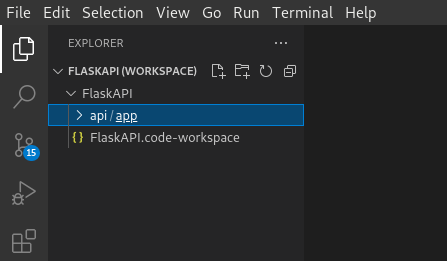 File Edit Selection View Go Run Terminal Help
EXPLORER
FLASKAPI (WORKSPACE)
FlaskAPI
api/app
{} FlaskAPI.code-workspace
15